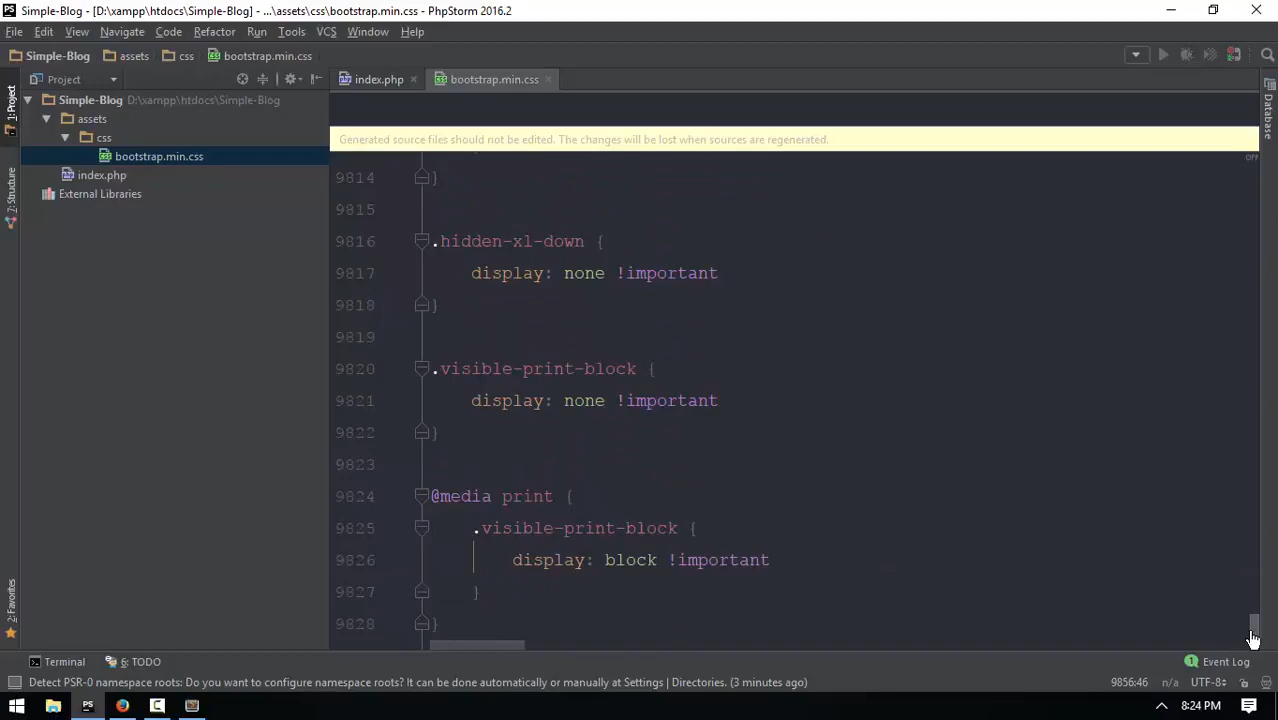 Simple-Blog - [D:\xampp\htdocs\Simple-Blog] - ...\assets\css\bootstrap.min.css - PhpStorm 2016.2
File Edit View Navigate Code Refactor Run Tools VCS Window Help
Simple-Blog assets css bootstrap.min.css
Project index.php bootstrap.min.css
1: Project
7: Structure
2: Favorites
Database
Simple-Blog D:\xampp\htdocs\Simple-Blog
assets
css
bootstrap.min.css
index.php
External Libraries
Generated source files should not be edited. The changes will be lost when sources are regenerated.
OFF
9814 }
9815
9816 .hidden-xl-down {
9817 display: none !important
9818 }
9819
9820 .visible-print-block {
9821 display: none !important
9822 }
9823
9824 @media print {
9825 .visible-print-block {
9826 display: block !important
9827 }
9828 }
Terminal 6: TODO 1 Event Log
Detect PSR-0 namespace roots: Do you want to configure namespace roots? It can be done automatically or manually at Settings | Directories. (3 minutes ago) 9856:46 n/a UTF-8
PS 8:24 PM